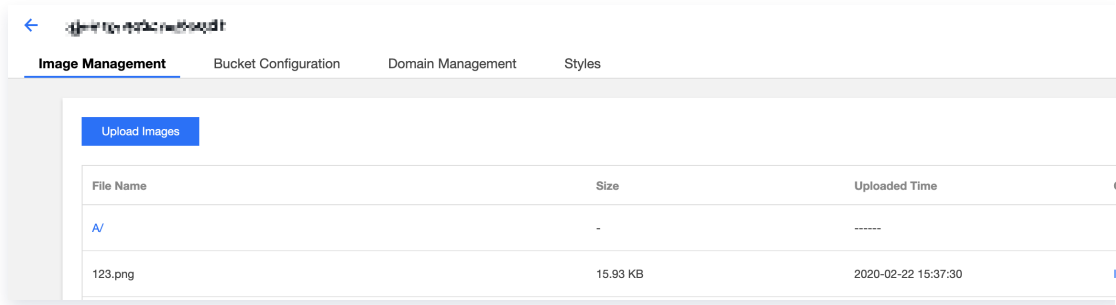 Image Management Bucket Configuration Domain Management Styles
Upload Images
File Name Size Uploaded Time
A/ - ------
123.png 15.93 KB 2020-02-22 15:37:30